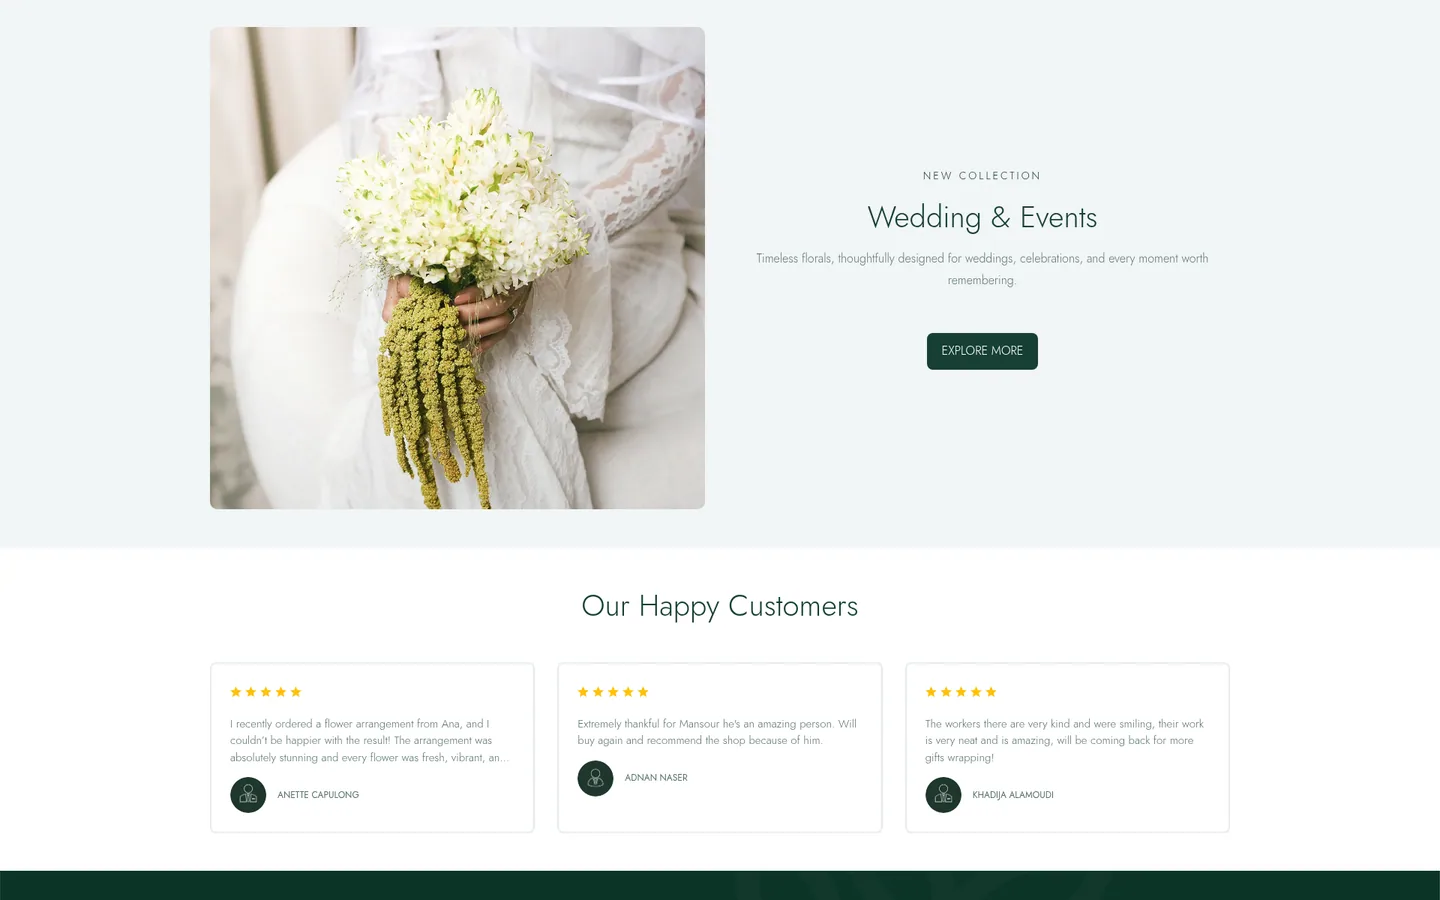 NEW COLLECTION
Wedding & Events
Timeless florals, thoughtfully designed for weddings, celebrations, and every moment worth
remembering.
EXPLORE MORE
Our Happy Customers
I recently ordered a flower arrangement from Ana, and I
couldn't be happier with the result! The arrangement was
absolutely stunning and every flower was fresh, vibrant, an...
ANETTE CAPULONG
Extremely thankful for Mansour he's an amazing person. Will
buy again and recommend the shop because of him.
ADNAN NASER
The workers there are very kind and were smiling, their work
is very neat and is amazing, will be coming back for more
gifts wrapping!
KHADIJA ALAMOUDI